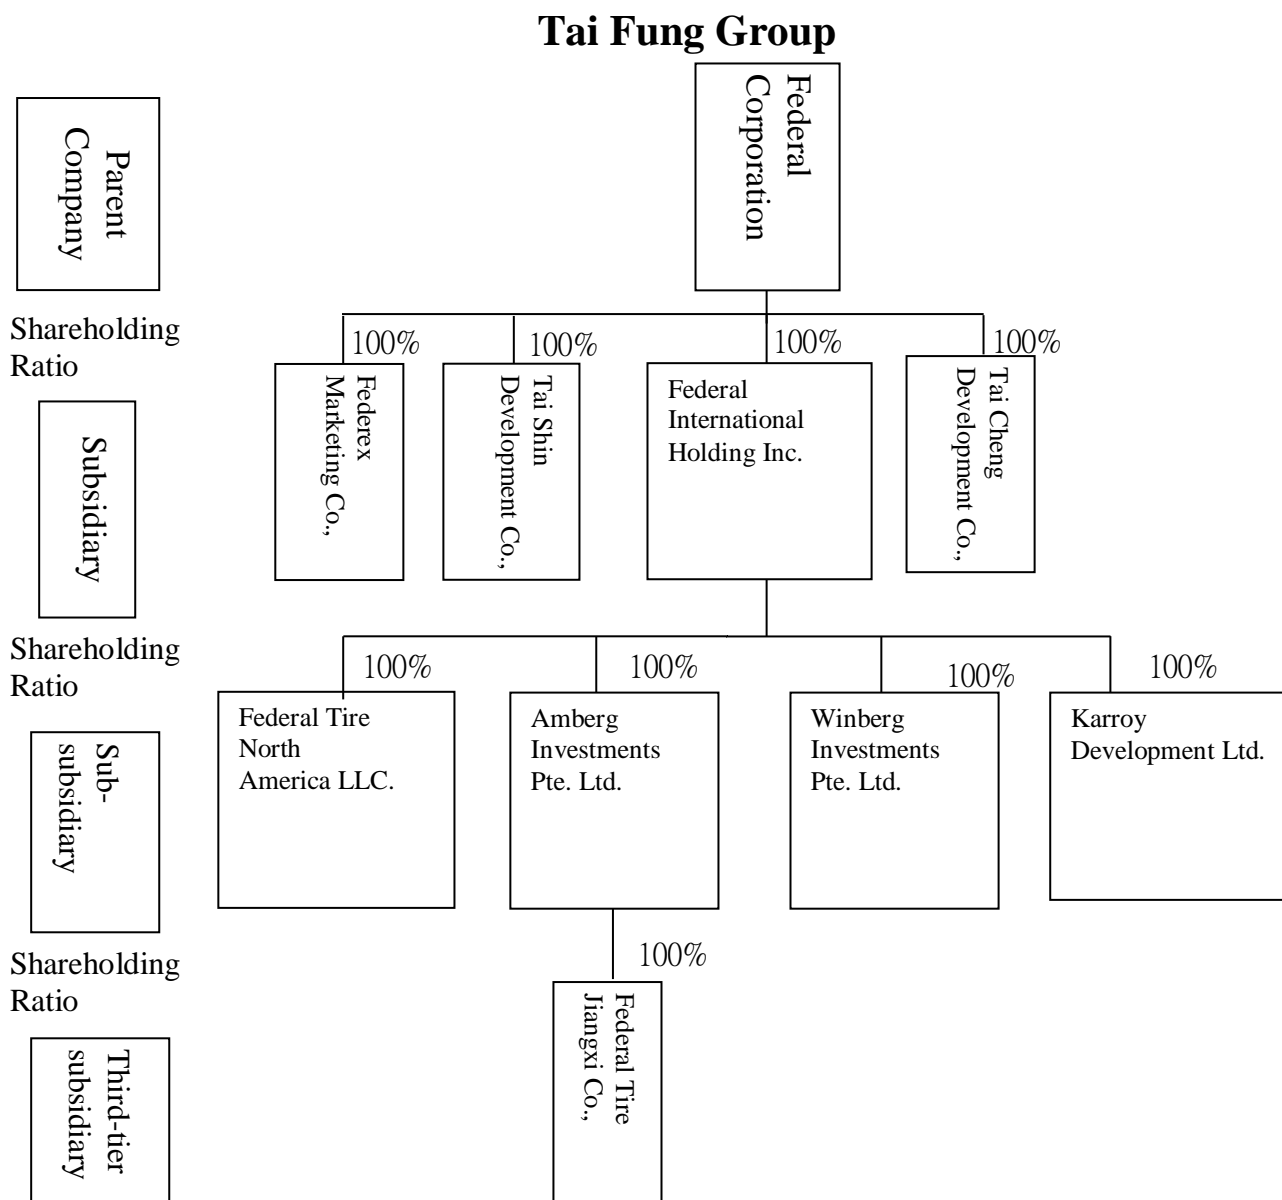 Tai Fung Group
Federal
Corporation
Parent
Company
Shareholding
Ratio
100%
100%
100%
100%
Federex
Marketing Co.,
Tai Shin
Development Co.,
Federal
International
Holding Inc.
Tai Cheng
Development Co.,
Subsidiary
Shareholding
Ratio
100%
100%
100%
100%
Federal Tire
North
America LLC.
Amberg
Investments
Pte. Ltd.
Winberg
Investments
Pte. Ltd.
Karroy
Development Ltd.
Sub-
subsidiary
Shareholding
Ratio
100%
Federal Tire
Jiangxi Co.,
Third-tier
subsidiary